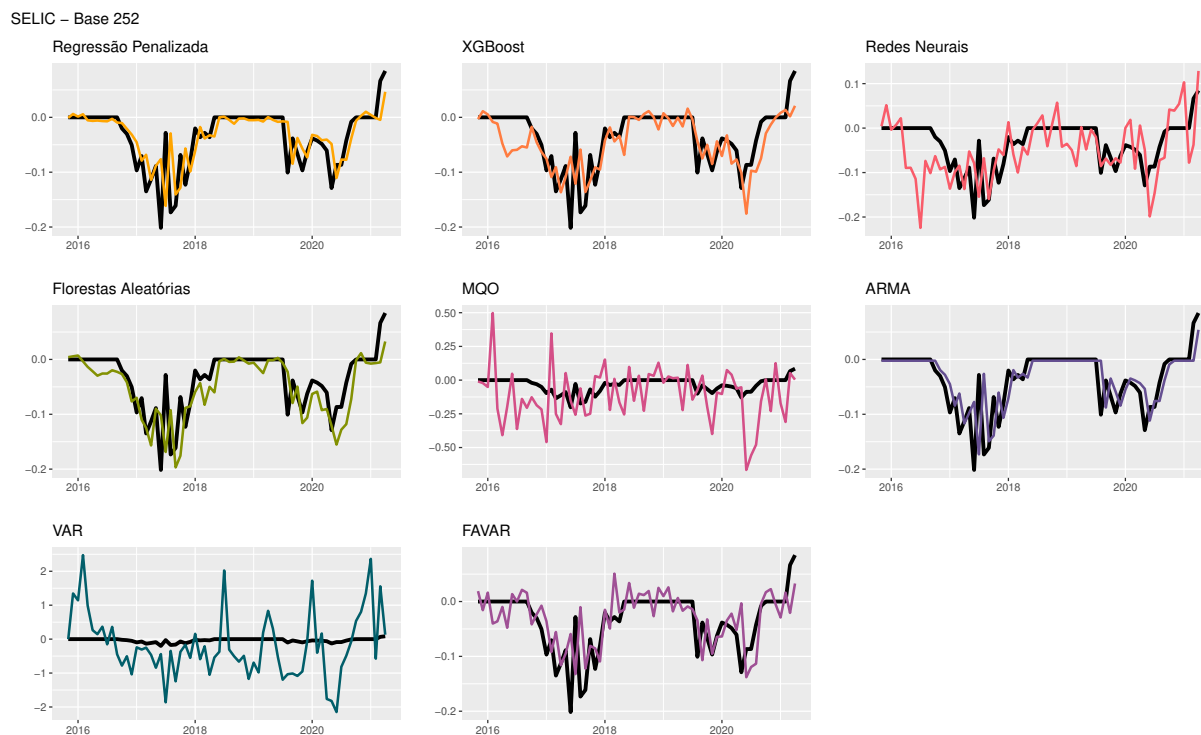 SELIC − Base 252
Regressão Penalizada
0.0
−0.1
−0.2
2016 2018 2020
XGBoost
0.0
−0.1
−0.2
2016 2018 2020
Redes Neurais
0.1
0.0
−0.1
−0.2
2016 2018 2020
Florestas Aleatórias
0.0
−0.1
−0.2
2016 2018 2020
MQO
0.50
0.25
0.00
−0.25
−0.50
2016 2018 2020
ARMA
0.0
−0.1
−0.2
2016 2018 2020
VAR
2
1
0
−1
−2
2016 2018 2020
FAVAR
0.0
−0.1
−0.2
2016 2018 2020